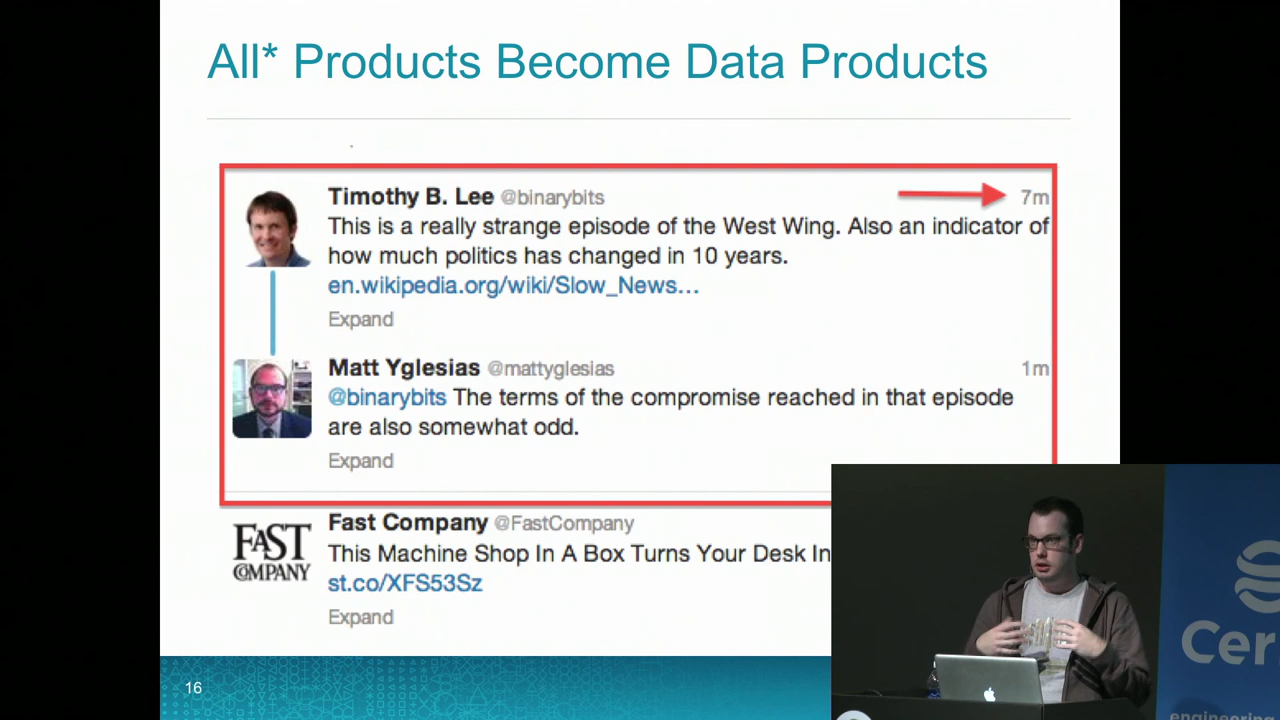 All* Products Become Data Products
Timothy B. Lee @binarybits 7m
This is a really strange episode of the West Wing. Also an indicator of
how much politics has changed in 10 years.
en.wikipedia.org/wiki/Slow_News…
Expand
Matt Yglesias @mattyglesias 1m
@binarybits The terms of the compromise reached in that episode
are also somewhat odd.
Expand
FAST
COMPANY
Fast Company @FastCompany
This Machine Shop In A Box Turns Your Desk In
st.co/XFS53Sz
Expand
16
Cer
engineering